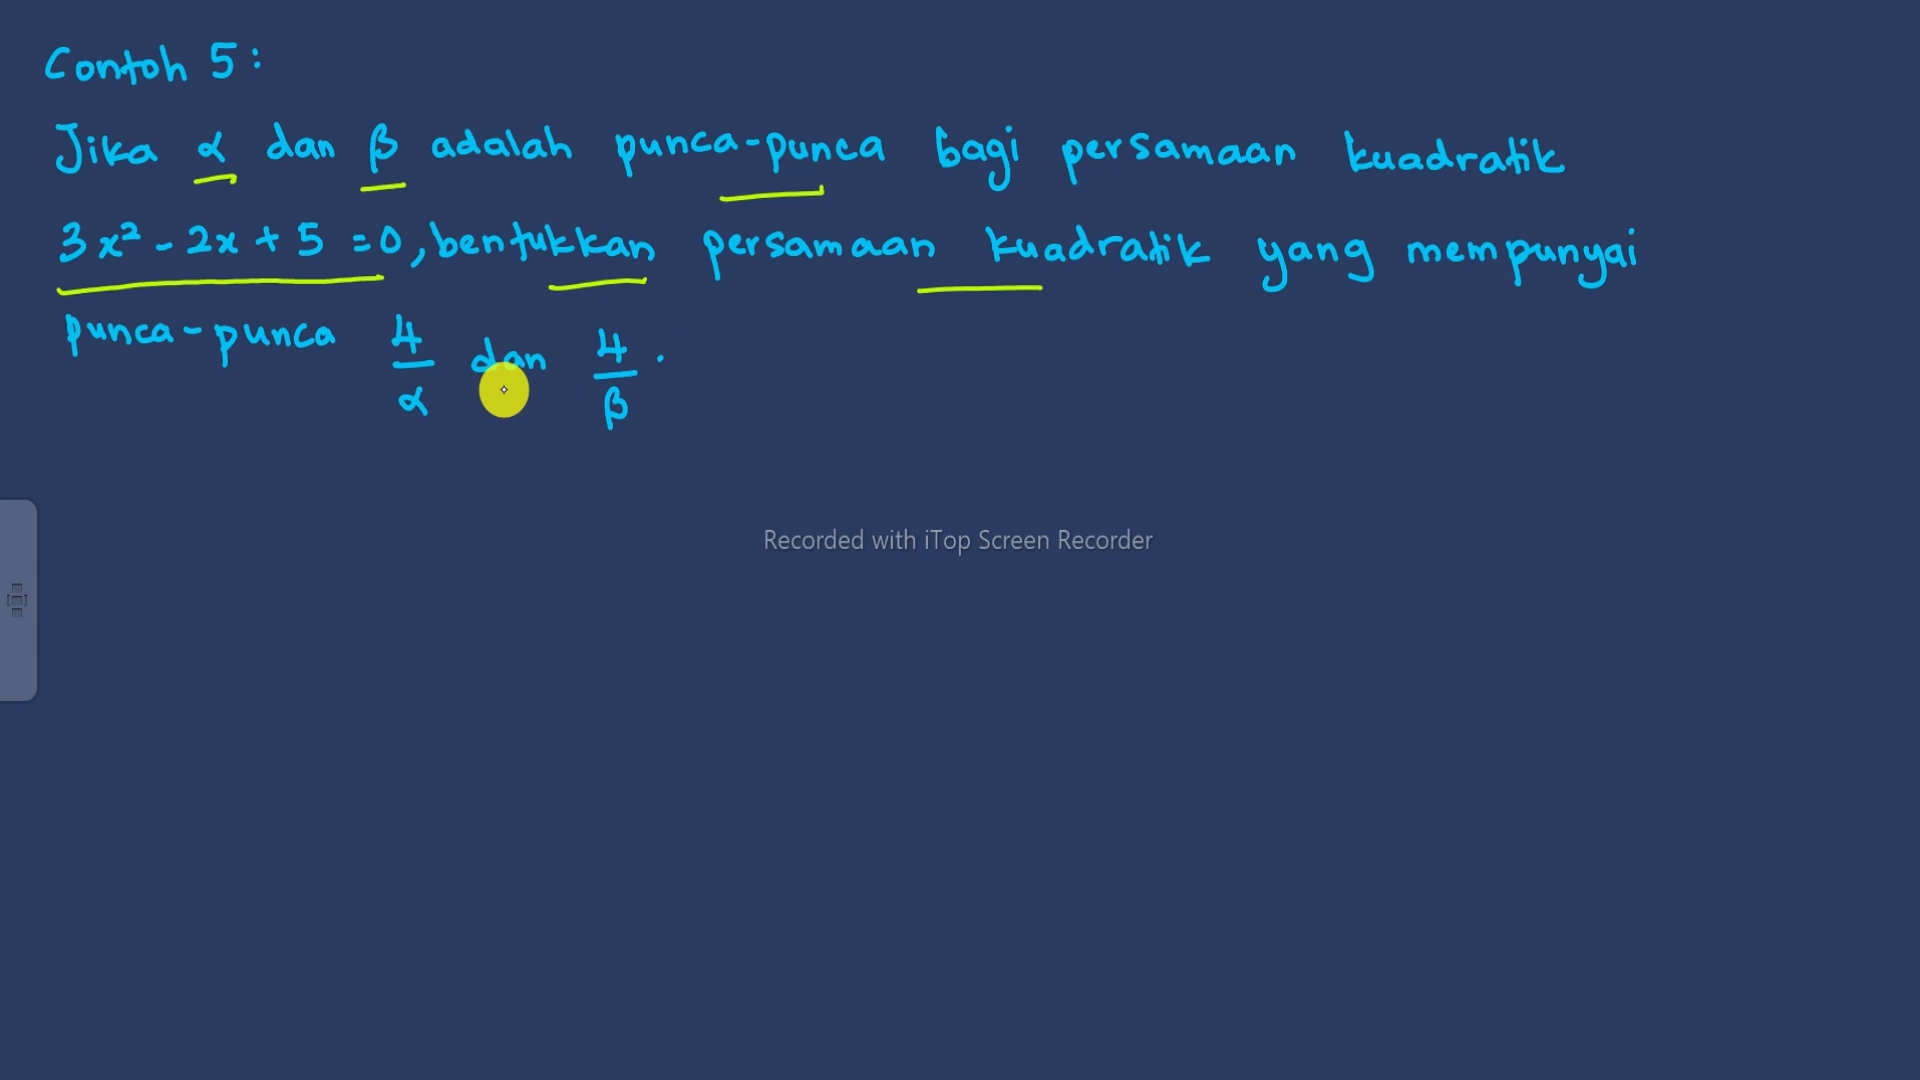 Contoh 5:
Jika α dan β adalah punca-punca bagi persamaan kuadratik
3x² - 2x + 5 = 0, bentukkan persamaan kuadratik yang mempunyai
punca-punca 4/α dan 4/β.
Recorded with iTop Screen Recorder